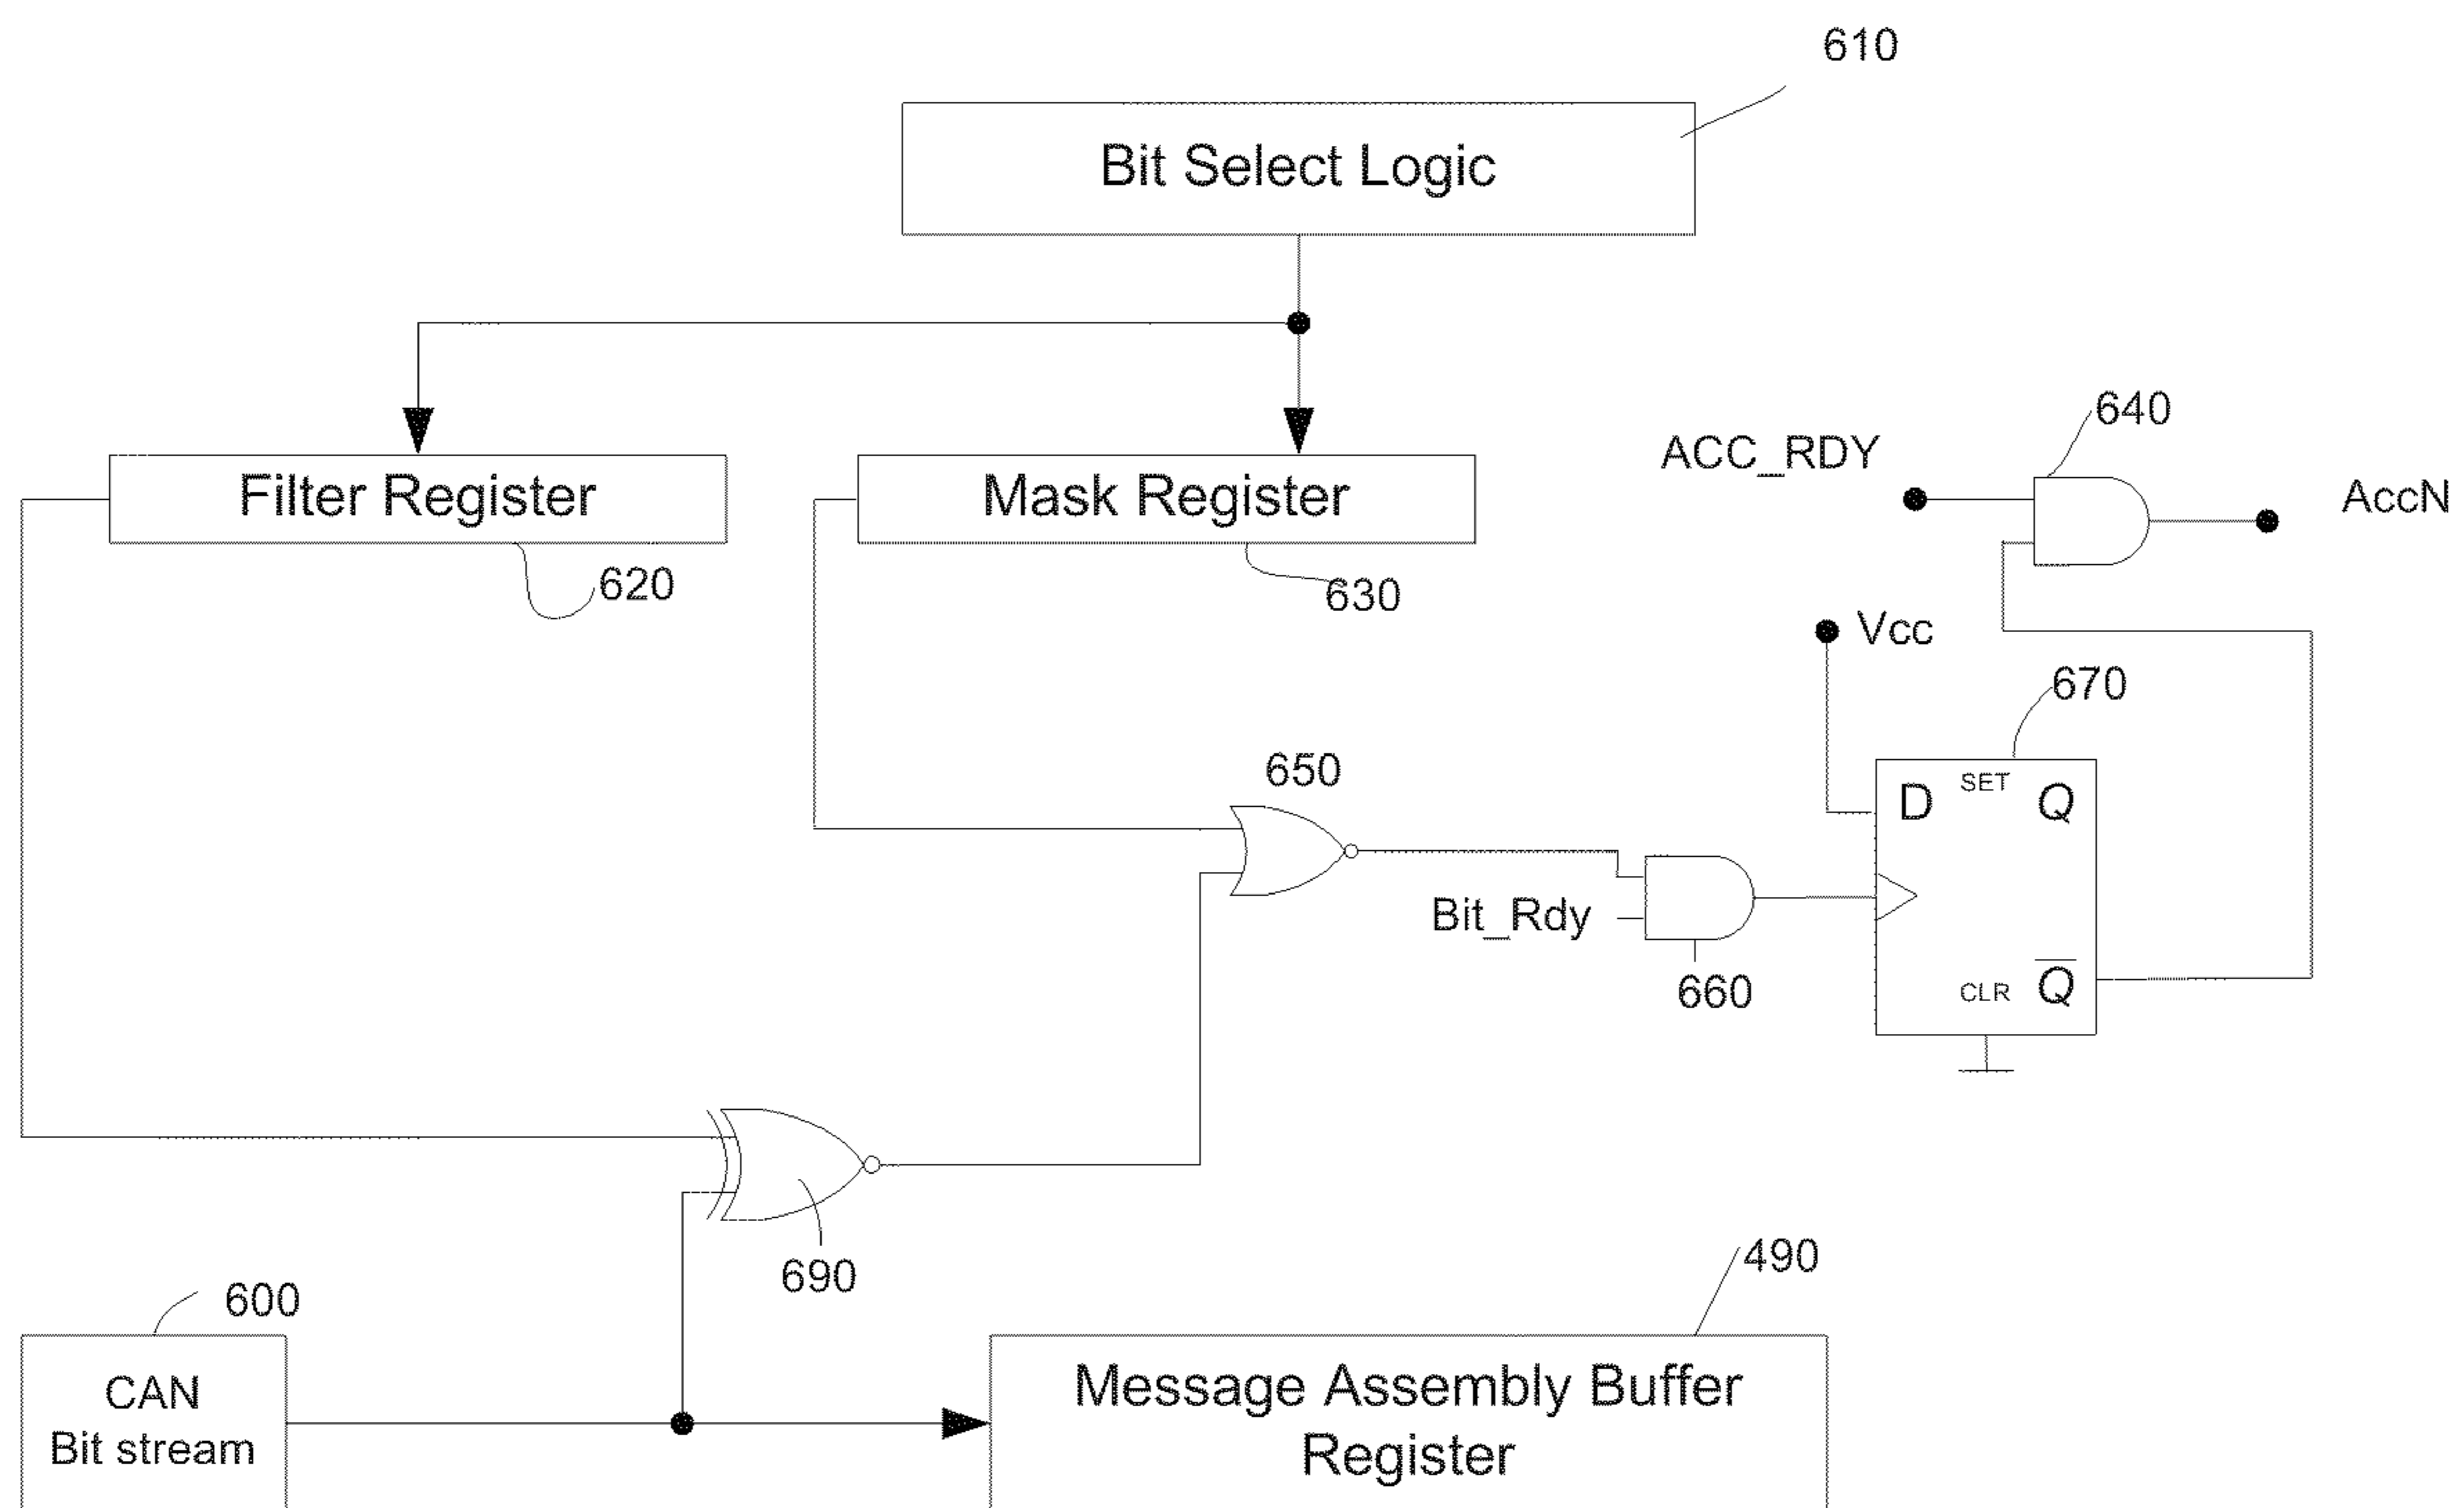 610
Bit Select Logic
640
ACC_RDY
AccN
Filter Register
Mask Register
620
630
Vcc
670
650
D
SET
Q
Bit_Rdy
660
CLR
Q̅
690
490
600
CAN
Bit stream
Message Assembly Buffer
Register